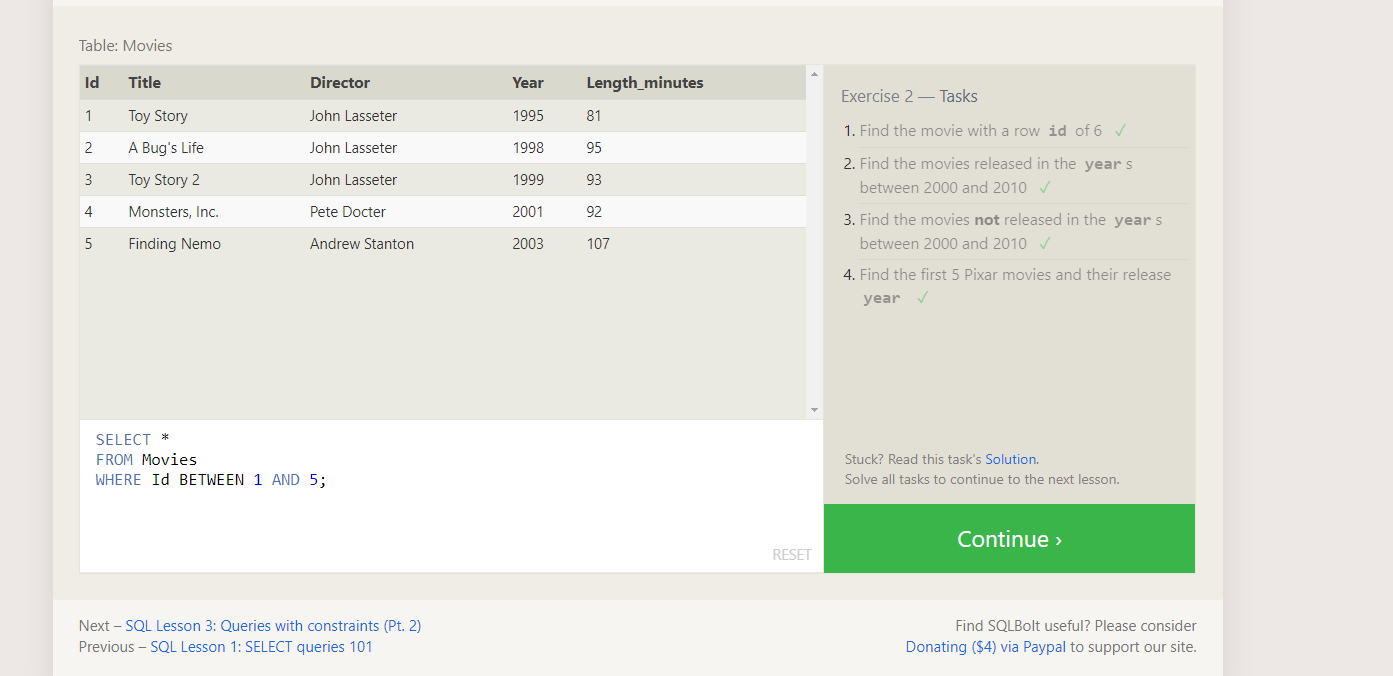 Table: Movies
Id Title Director Year Length_minutes
1 Toy Story John Lasseter 1995 81
2 A Bug's Life John Lasseter 1998 95
3 Toy Story 2 John Lasseter 1999 93
4 Monsters, Inc. Pete Docter 2001 92
5 Finding Nemo Andrew Stanton 2003 107
SELECT *
FROM Movies
WHERE Id BETWEEN 1 AND 5;
RESET
Exercise 2 — Tasks
1. Find the movie with a row id of 6 ✓
2. Find the movies released in the year s
between 2000 and 2010 ✓
3. Find the movies not released in the year s
between 2000 and 2010 ✓
4. Find the first 5 Pixar movies and their release
year ✓
Stuck? Read this task's Solution.
Solve all tasks to continue to the next lesson.
Continue ›
Next – SQL Lesson 3: Queries with constraints (Pt. 2)
Previous – SQL Lesson 1: SELECT queries 101
Find SQLBolt useful? Please consider
Donating ($4) via Paypal to support our site.